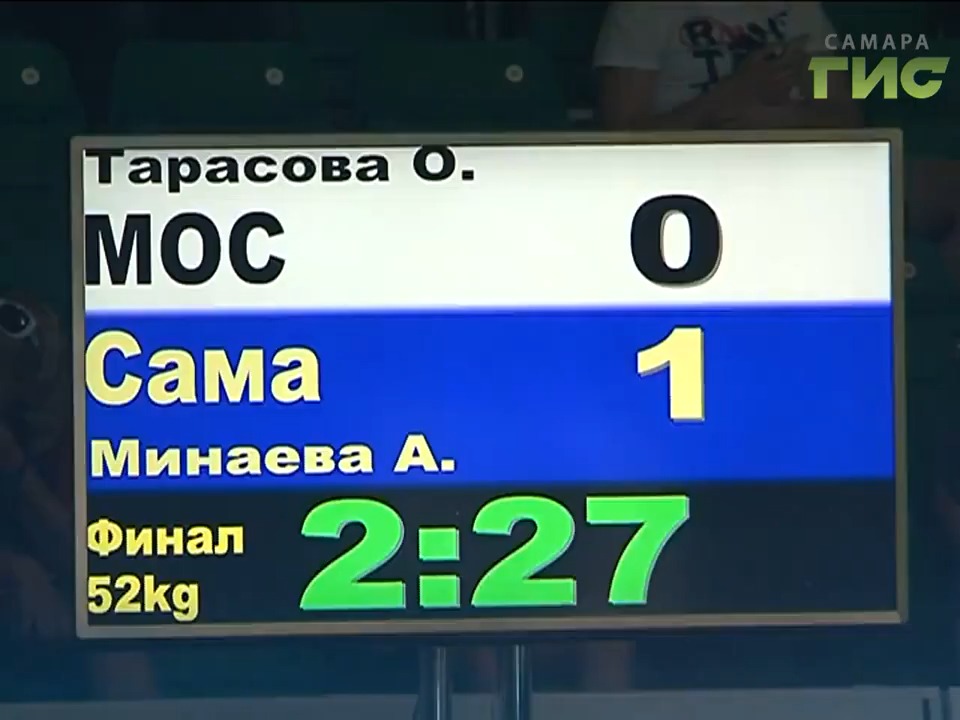 САМАРА
ГИС
Тарасова О.
МОС 0
Сама 1
Минаева А.
Финал 2:27
52kg